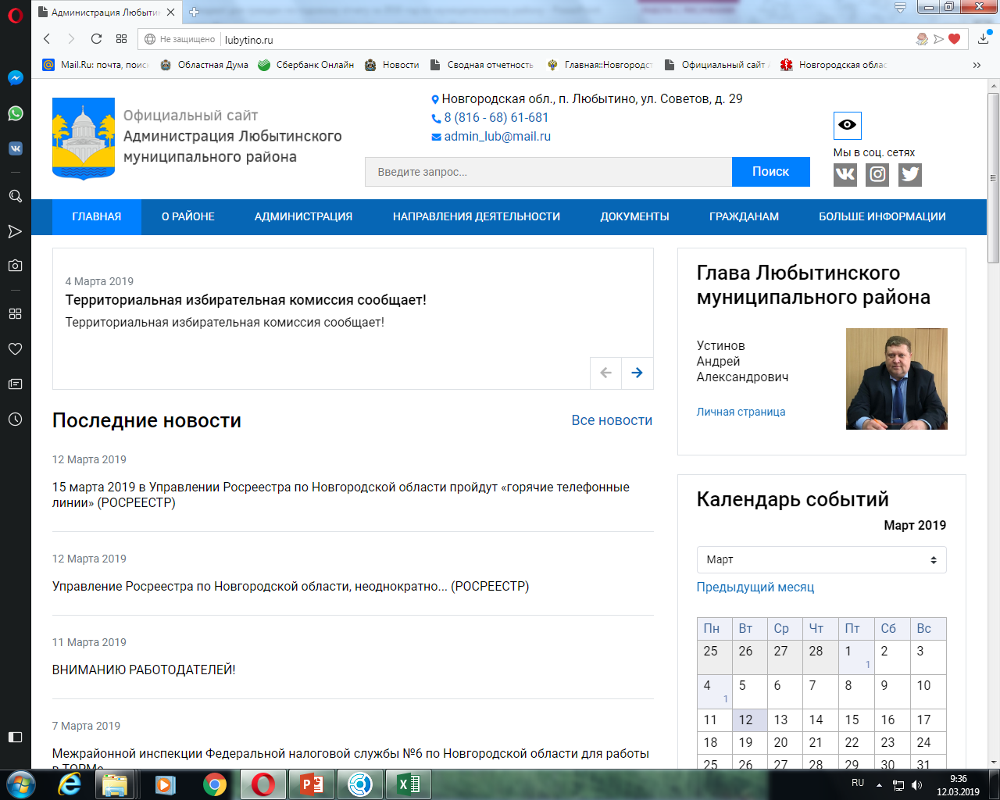 Администрация Любытин
Не защищено
lubytino.ru
Mail.Ru: почта, поиск
Областная Дума
Сбербанк Онлайн
Новости
Сводная отчетность
Главная::Новгородст
Официальный сайт
Новгородская облас
Официальный сайт
Администрация Любытинского
муниципального района
Новгородская обл., п. Любытино, ул. Советов, д. 29
8 (816 - 68) 61-681
admin_lub@mail.ru
Введите запрос...
Поиск
Мы в соц. сетях
ГЛАВНАЯ
О РАЙОНЕ
АДМИНИСТРАЦИЯ
НАПРАВЛЕНИЯ ДЕЯТЕЛЬНОСТИ
ДОКУМЕНТЫ
ГРАЖДАНАМ
БОЛЬШЕ ИНФОРМАЦИИ
4 Марта 2019
Территориальная избирательная комиссия сообщает!
Территориальная избирательная комиссия сообщает!
Последние новости
Все новости
12 Марта 2019
15 марта 2019 в Управлении Росреестра по Новгородской области пройдут «горячие телефонные
линии» (РОСРЕЕСТР)
12 Марта 2019
Управление Росреестра по Новгородской области, неоднократно... (РОСРЕЕСТР)
11 Марта 2019
ВНИМАНИЮ РАБОТОДАТЕЛЕЙ!
7 Марта 2019
Межрайонной инспекции Федеральной налоговой службы №6 по Новгородской области для работы
в ТОРМе
Глава Любытинского
муниципального района
Устинов
Андрей
Александрович
Личная страница
Календарь событий
Март 2019
Март
Предыдущий месяц
Пн Вт Ср Чт Пт Сб Вс
25 26 27 28 1 2 3
1
4 5 6 7 8 9 10
1
11 12 13 14 15 16 17
18 19 20 21 22 23 24
25 26 27 28 29 30 31
RU
9:36
12.03.2019